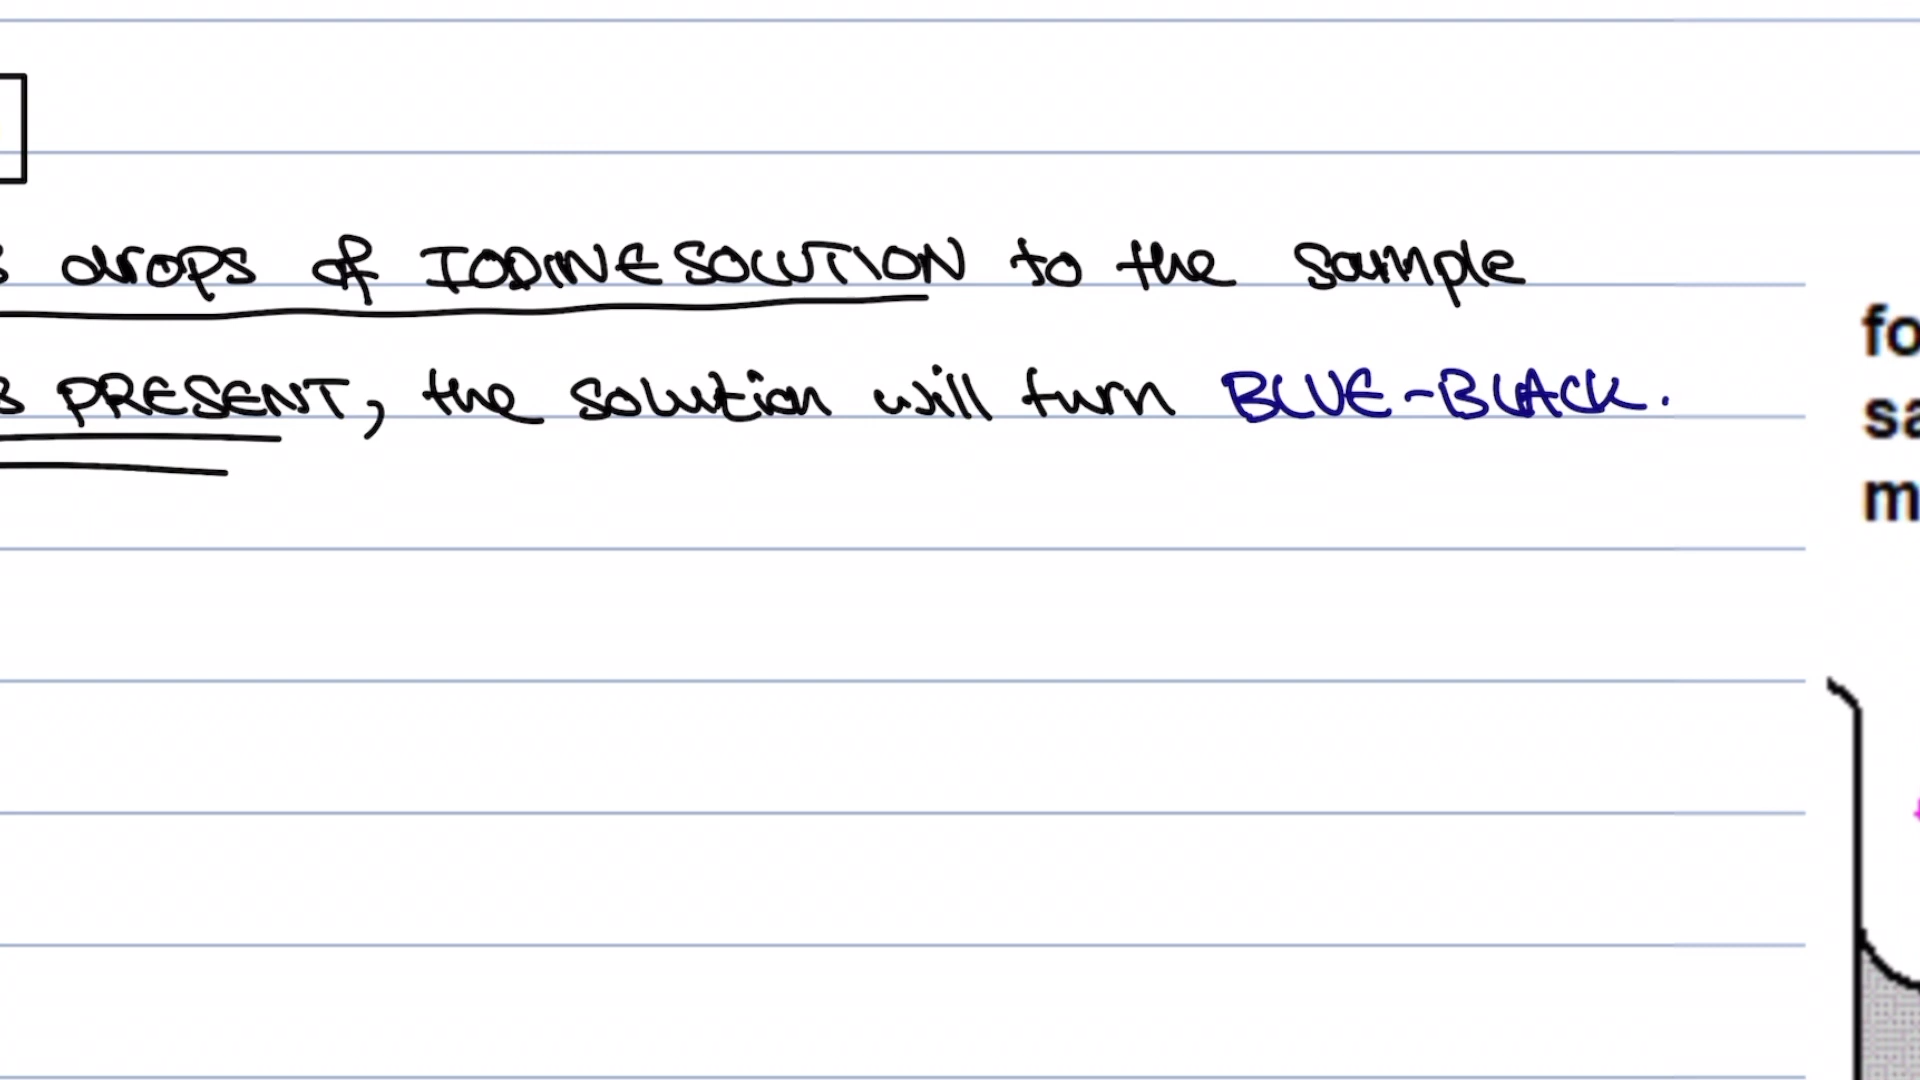 drops of IODINE SOLUTION to the sample
PRESENT, the solution will turn BLUE-BLACK.
fo
sa
m